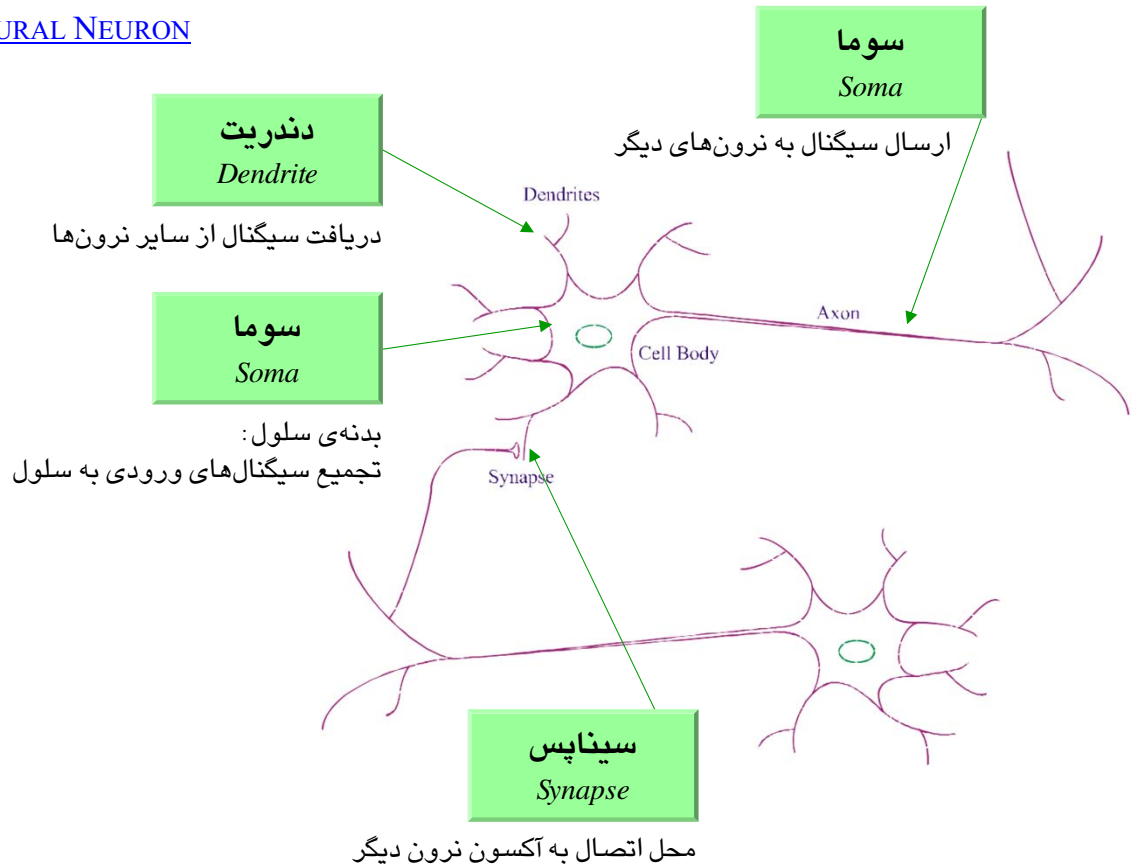 URAL NEURON
سوما
Soma
ارسال سیگنال به نرون‌های دیگر
دندریت
Dendrite
دریافت سیگنال از سایر نرون‌ها
Dendrites
سوما
Soma
بدنه‌ی سلول:
تجمیع سیگنال‌های ورودی به سلول
Axon
Cell Body
Synapse
سیناپس
Synapse
محل اتصال به آکسون نرون دیگر